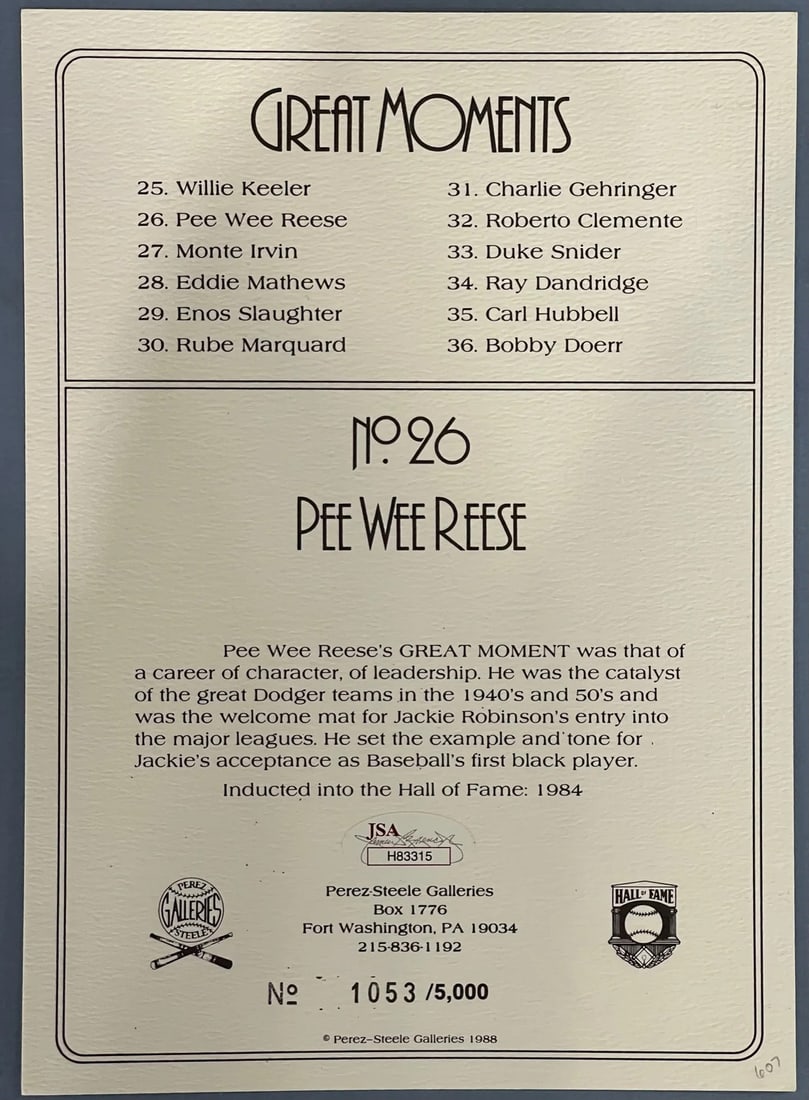 GREAT MOMENTS
25. Willie Keeler
26. Pee Wee Reese
27. Monte Irvin
28. Eddie Mathews
29. Enos Slaughter
30. Rube Marquard
31. Charlie Gehringer
32. Roberto Clemente
33. Duke Snider
34. Ray Dandridge
35. Carl Hubbell
36. Bobby Doerr
No. 26
PEE WEE REESE
Pee Wee Reese's GREAT MOMENT was that of
a career of character, of leadership. He was the catalyst
of the great Dodger teams in the 1940's and 50's and
was the welcome mat for Jackie Robinson's entry into
the major leagues. He set the example and tone for
Jackie's acceptance as Baseball's first black player.
Inducted into the Hall of Fame: 1984
JSA
H83315
PEREZ
GALLERIES
STEELE
Perez-Steele Galleries
Box 1776
Fort Washington, PA 19034
215-836-1192
HALL OF FAME
No 1053 /5,000
© Perez-Steele Galleries 1988
607